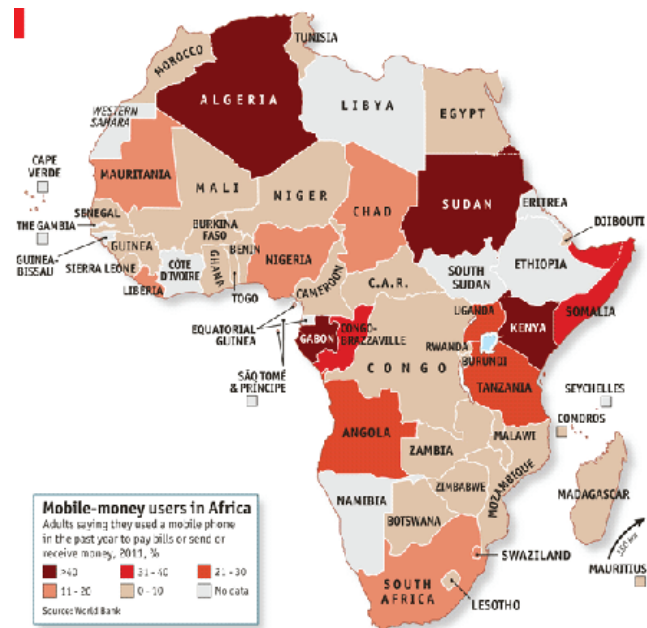 TUNISIA
MOROCCO
ALGERIA
LIBYA
EGYPT
WESTERN
SAHARA
CAPE
VERDE
MAURITANIA
MALI
NIGER
CHAD
SUDAN
ERITREA
SENEGAL
THE GAMBIA
BURKINA
FASO
DJIBOUTI
GUINEA-
BISSAU
GUINEA
BENIN
NIGERIA
SIERRA LEONE
CÔTE
D'IVOIRE
GHANA
LIBERIA
TOGO
CAMEROON
C.A.R.
SOUTH
SUDAN
ETHIOPIA
SOMALIA
UGANDA
KENYA
EQUATORIAL
GUINEA
GABON
CONGO-
BRAZZAVILLE
RWANDA
BURUNDI
CONGO
SÃO TOMÉ
& PRÍNCIPE
TANZANIA
SEYCHELLES
COMOROS
ANGOLA
MALAWI
ZAMBIA
MOZAMBIQUE
ZIMBABWE
MADAGASCAR
NAMIBIA
BOTSWANA
MAURITIUS
SWAZILAND
SOUTH
AFRICA
LESOTHO
Mobile-money users in Africa
Adults saying they used a mobile phone
in the past year to pay bills or send or
receive money, 2011, %
>40 31 - 40 21 - 30
11 - 20 0 - 10 No data
Source: World Bank